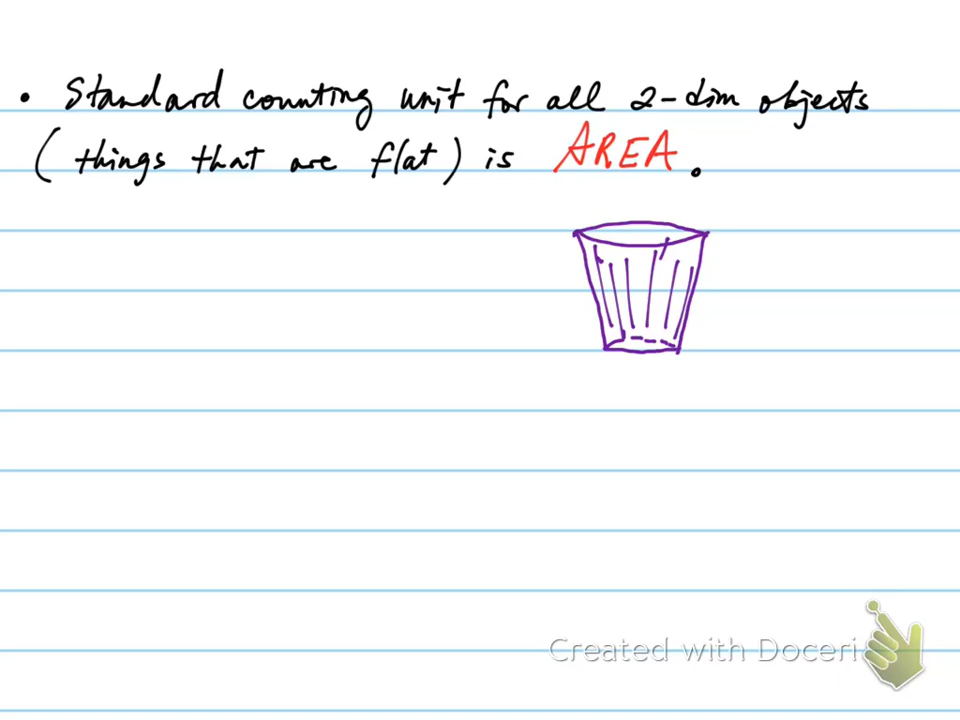 • Standard counting unit for all 2-dim objects
(things that are flat) is AREA.
Created with Doceri